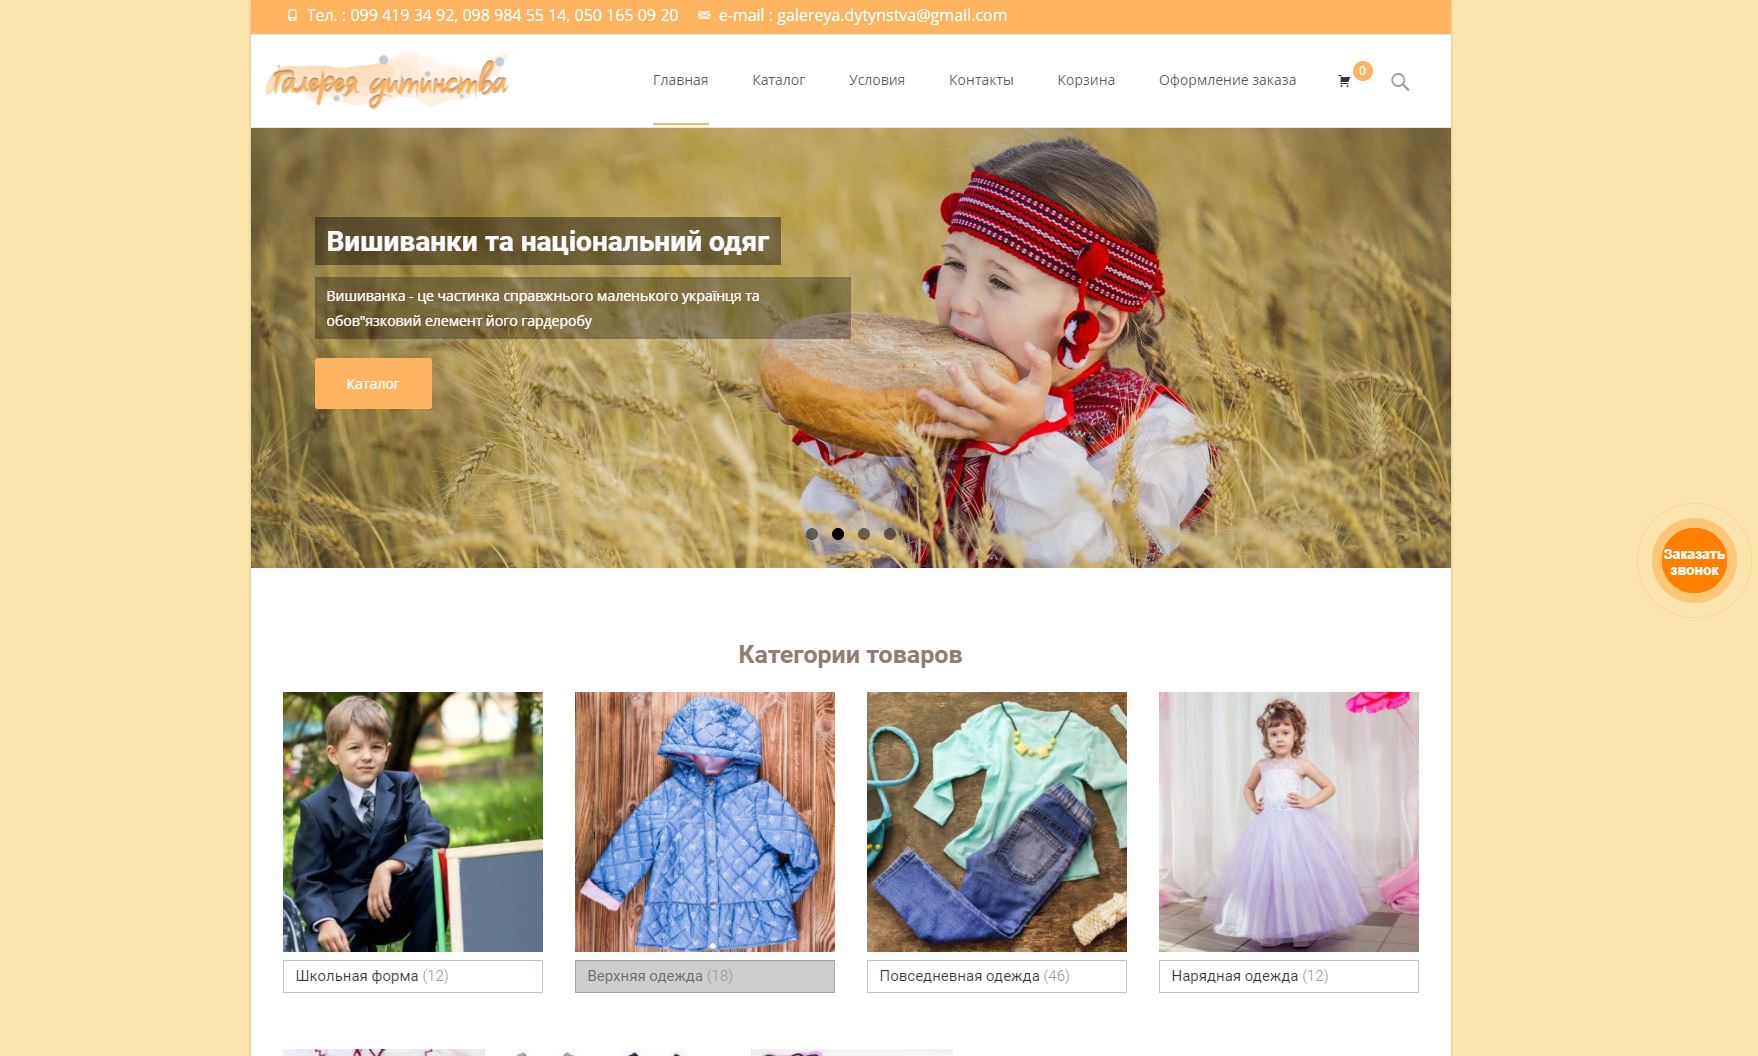 Тел. : 099 419 34 92, 098 984 55 14, 050 165 09 20 e-mail : galereya.dytynstva@gmail.com
Галерея дитинства
Главная Каталог Условия Контакты Корзина Оформление заказа 0
Вишиванки та національний одяг
Вишиванка - це частинка справжнього маленького українця та
обов"язковий елемент його гардеробу
Каталог
Заказать
звонок
Категории товаров
Школьная форма (12)
Верхняя одежда (18)
Повседневная одежда (46)
Нарядная одежда (12)